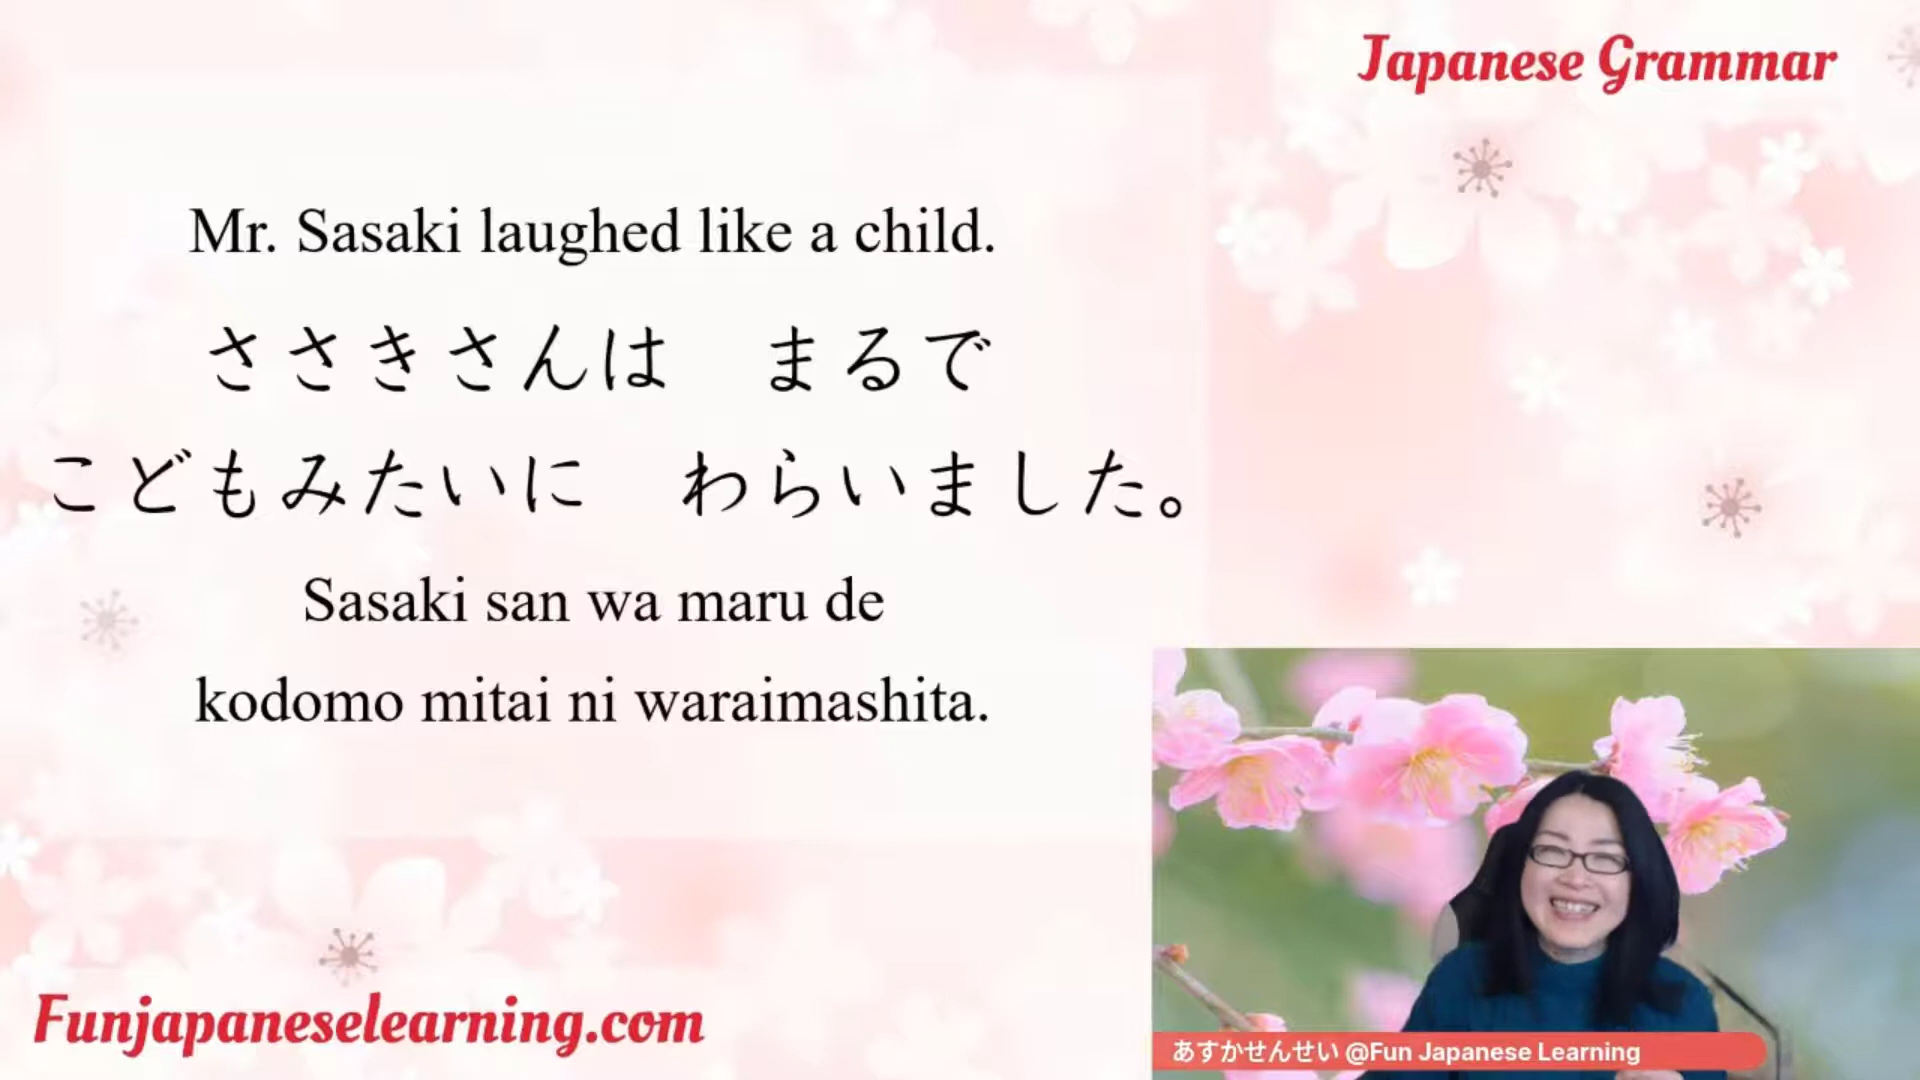 Japanese Grammar
Mr. Sasaki laughed like a child.
ささきさんは　まるで
こどもみたいに　わらいました。
Sasaki san wa maru de
kodomo mitai ni waraimashita.
Funjapaneselearning.com
あすかせんせい @Fun Japanese Learning